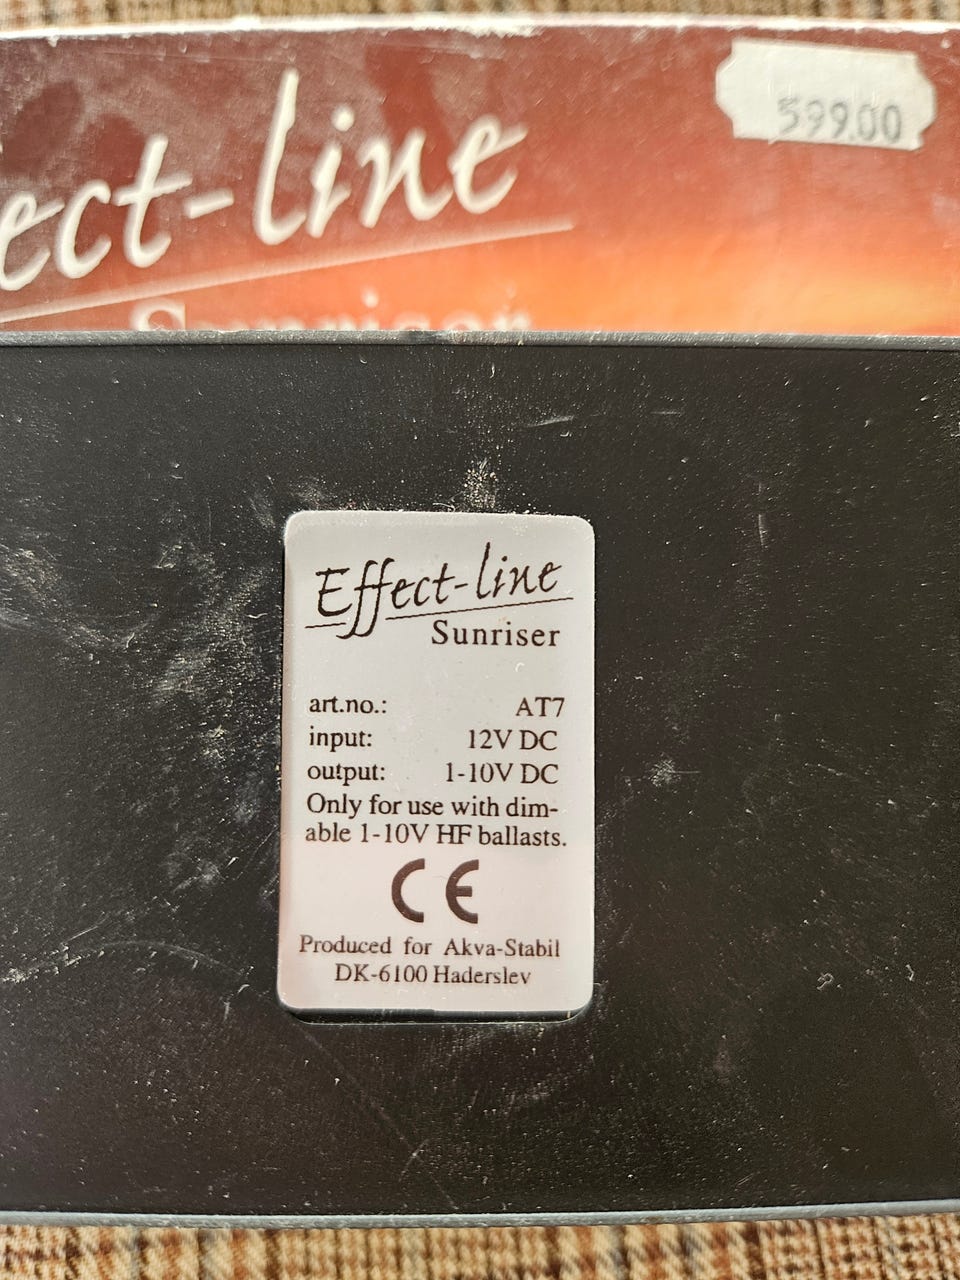 599.00
ect-line
Sunriser
Effect-line
Sunriser
art.no.: AT7
input: 12V DC
output: 1-10V DC
Only for use with dim-
able 1-10V HF ballasts.
CE
Produced for Akva-Stabil
DK-6100 Haderslev